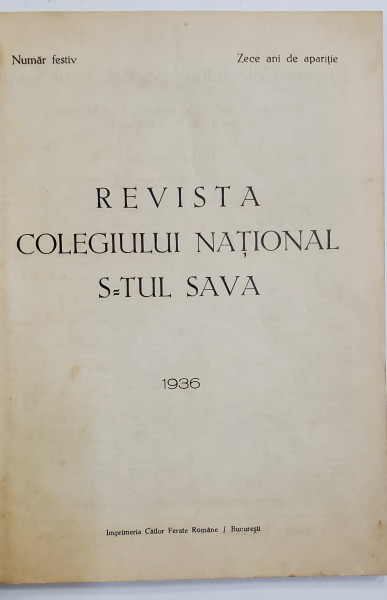 Număr festiv Zece ani de apariție
REVISTA
COLEGIULUI NAȚIONAL
S=TUL SAVA
1936
Imprimeria Căilor Ferate Române / București